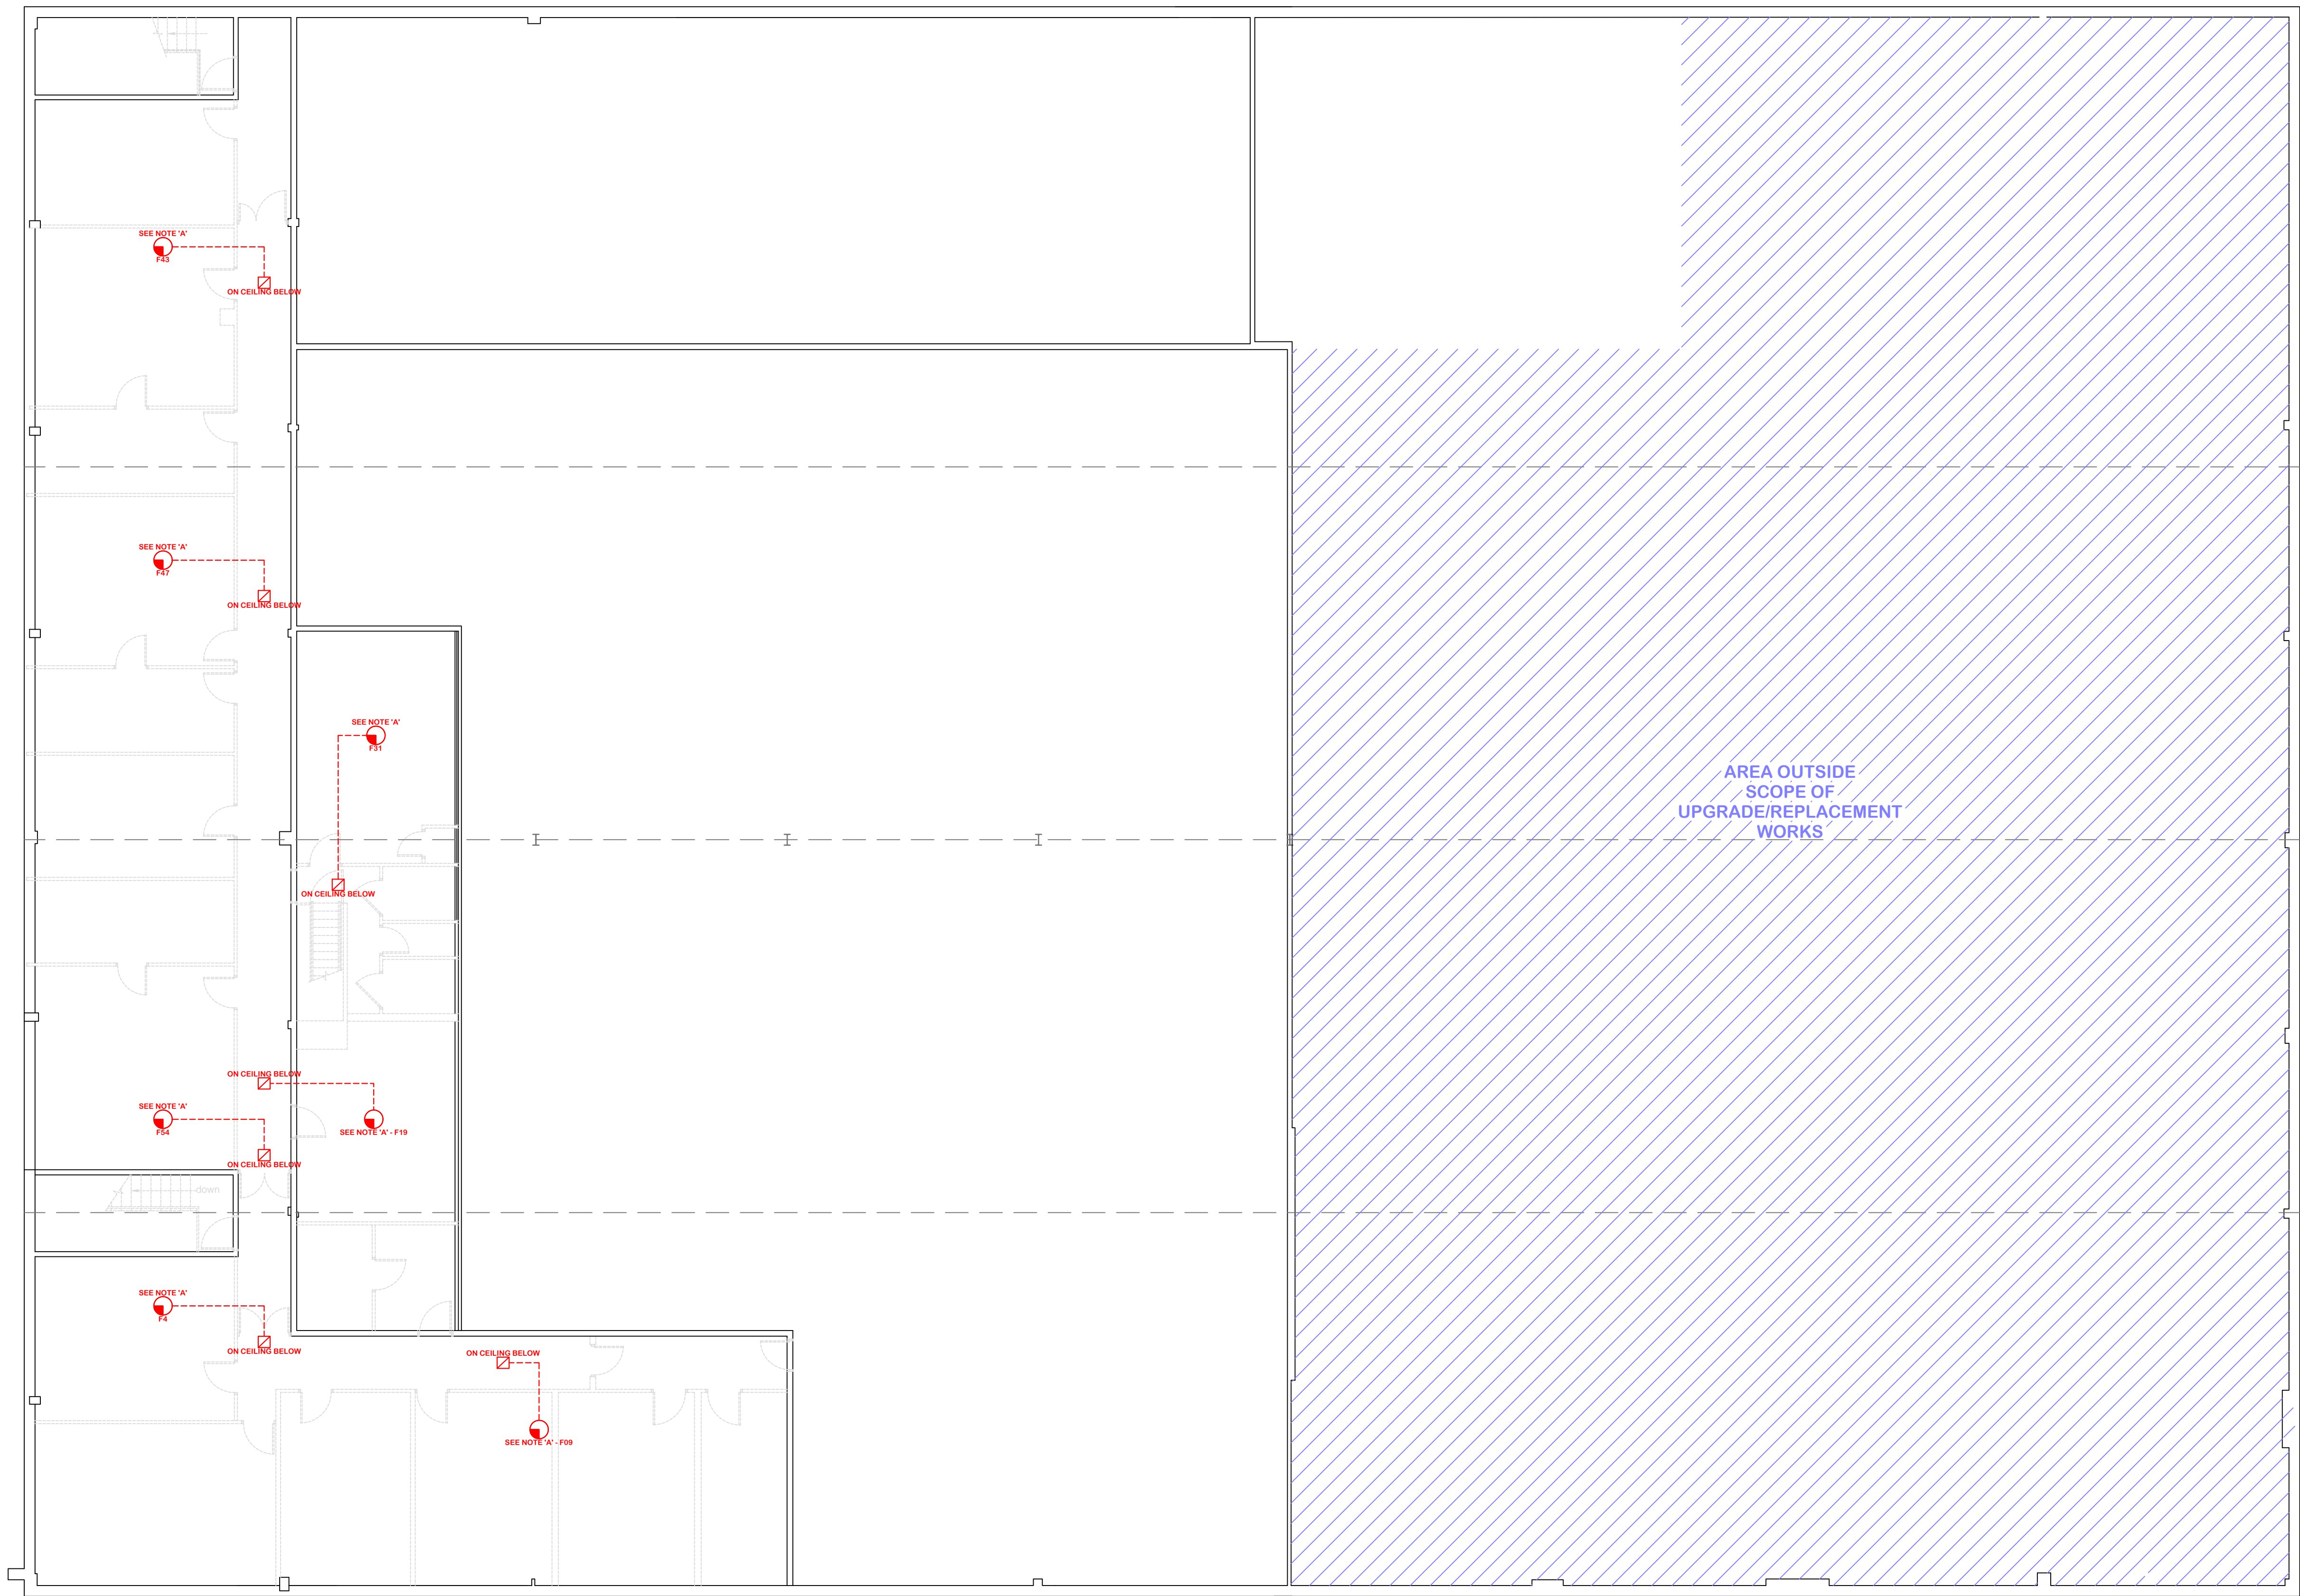 SEE NOTE 'A'
F43
ON CEILING BELOW
SEE NOTE 'A'
F47
ON CEILING BELOW
SEE NOTE 'A'
F31
AREA OUTSIDE
SCOPE OF
UPGRADE/REPLACEMENT
WORKS
ON CEILING BELOW
ON CEILING BELOW
SEE NOTE 'A'
F54
SEE NOTE 'A' - F19
ON CEILING BELOW
down
SEE NOTE 'A'
F4
ON CEILING BELOW
ON CEILING BELOW
SEE NOTE 'A' - F09